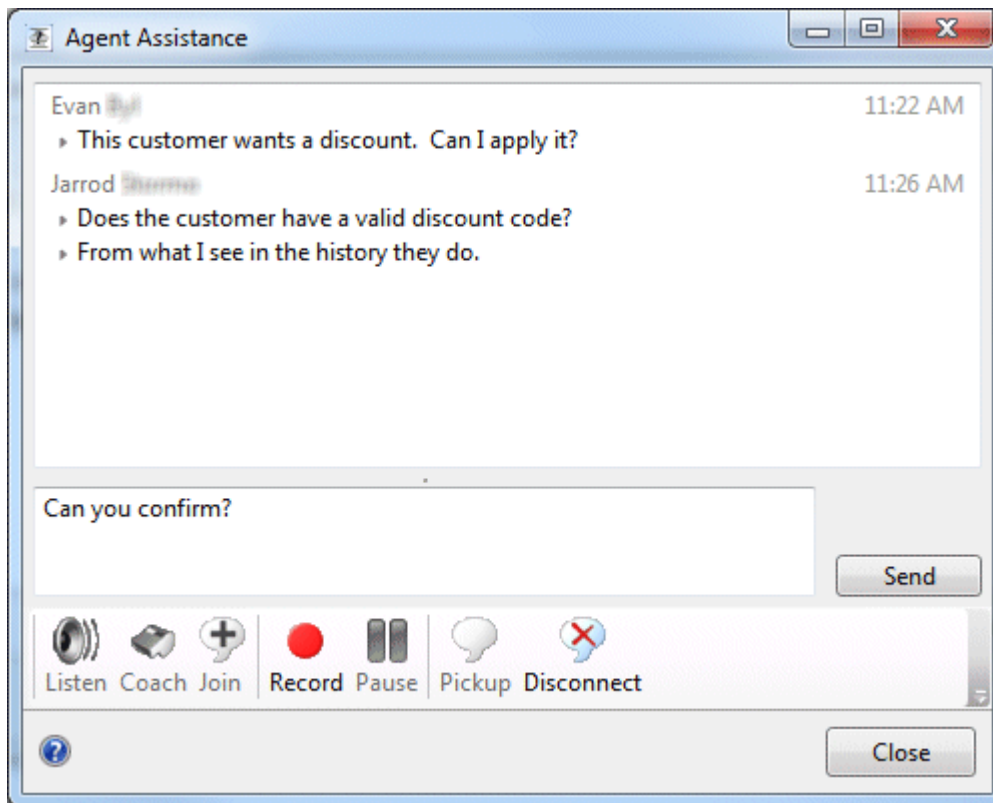 Agent Assistance
Evan 11:22 AM
This customer wants a discount.  Can I apply it?
Jarrod 11:26 AM
Does the customer have a valid discount code?
From what I see in the history they do.
Can you confirm?
Send
Listen Coach Join Record Pause Pickup Disconnect
Close